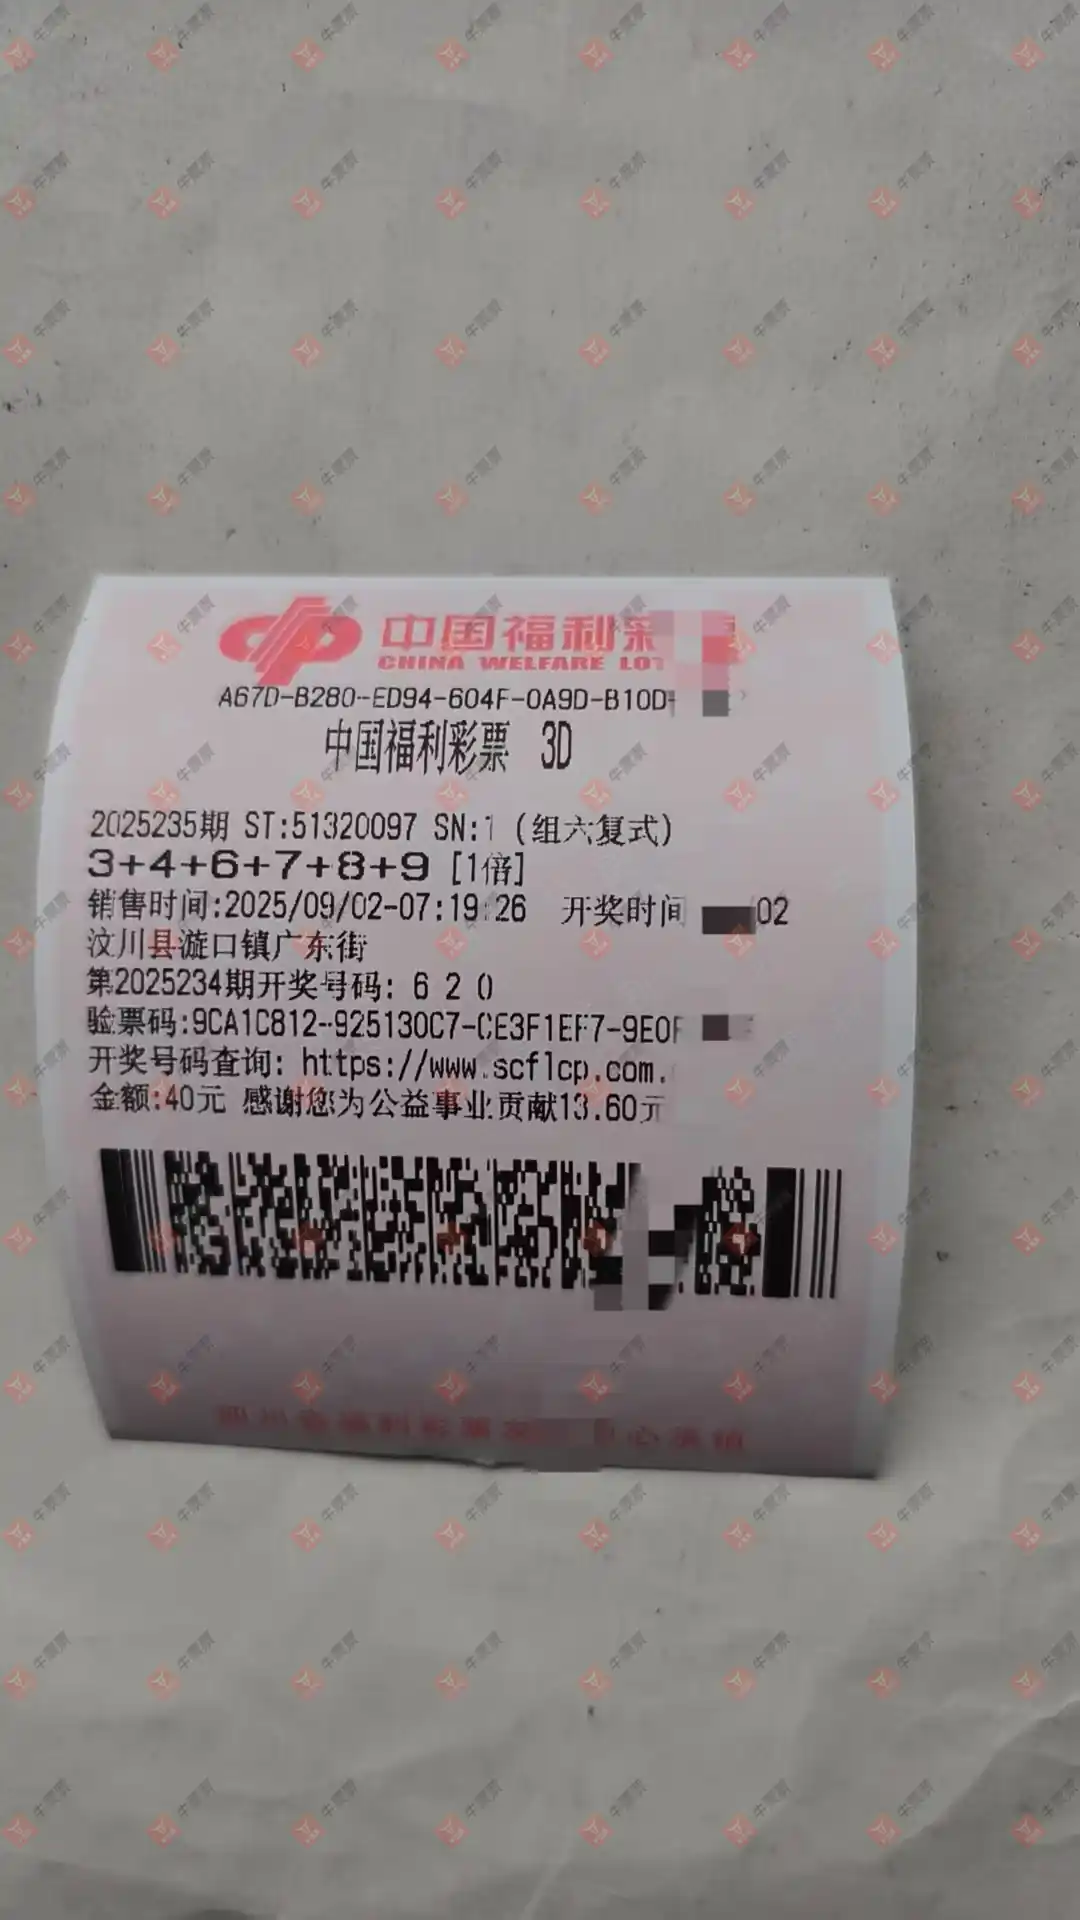 中国福利彩
CHINA WELFARE LOT
A67D-B280-ED94-604F-0A9D-B10D-
中国福利彩票 3D
2025235期 ST:51320097 SN:1 (组六复式)
3+4+6+7+8+9 [1倍]
销售时间:2025/09/02-07:19:26 开奖时间 02
汶川县漩口镇广东街
第2025234期开奖号码: 6 2 0
验票码:9CA1C812-925130C7-CE3F1EF7-9E0F
开奖号码查询: https://www.scflcp.com.
金额:40元 感谢您为公益事业贡献13.60元
牛票票